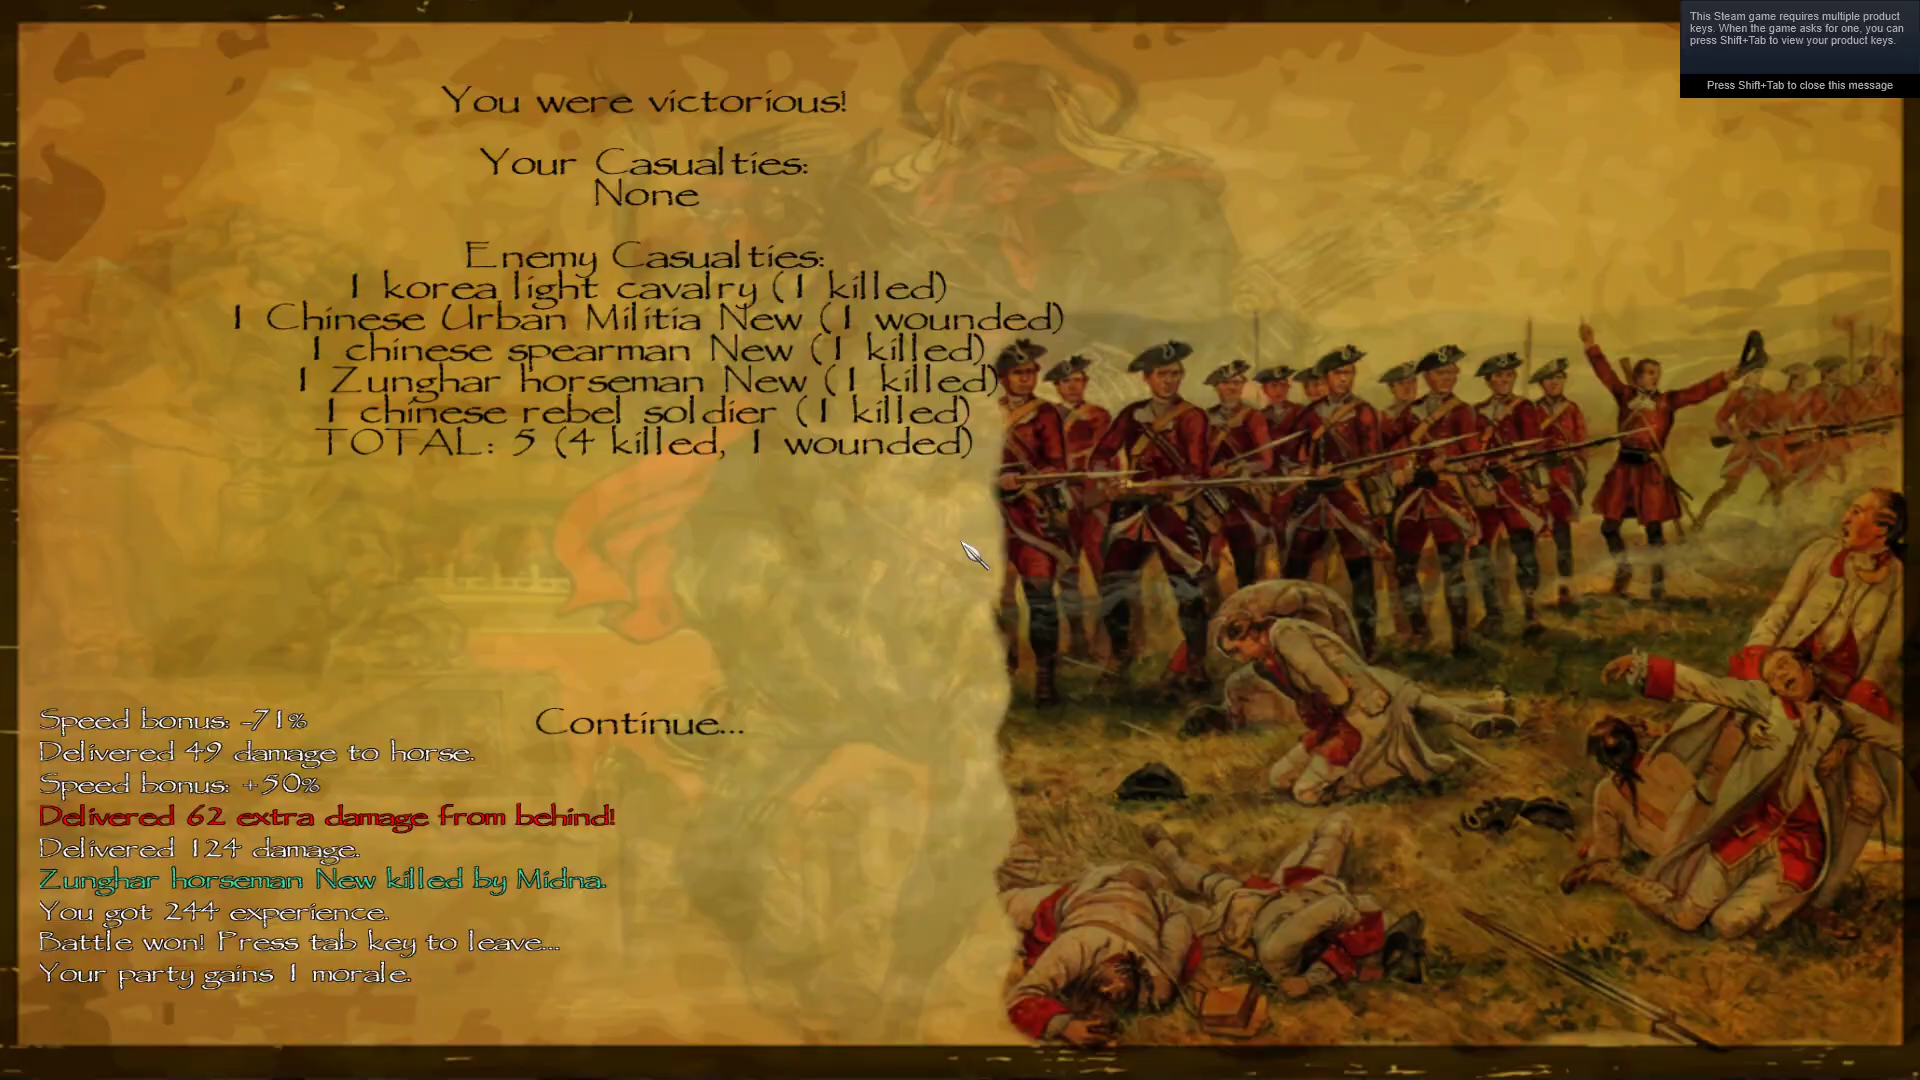 This Steam game requires multiple product
keys. When the game asks for one, you can
press Shift+Tab to view your product keys.
Press Shift+Tab to close this message
You were victorious!
Your Casualties:
None
Enemy Casualties:
1 korea light cavalry (1 killed)
1 Chinese Urban Militia New (1 wounded)
1 chinese spearman New (1 killed)
1 Zunghar horseman New (1 killed)
1 chinese rebel soldier (1 killed)
TOTAL: 5 (4 killed, 1 wounded)
Continue...
Speed bonus: -71%
Delivered 49 damage to horse.
Speed bonus: +50%
Delivered 62 extra damage from behind!
Delivered 124 damage.
Zunghar horseman New killed by Midna.
You got 244 experience.
Battle won! Press tab key to leave...
Your party gains 1 morale.